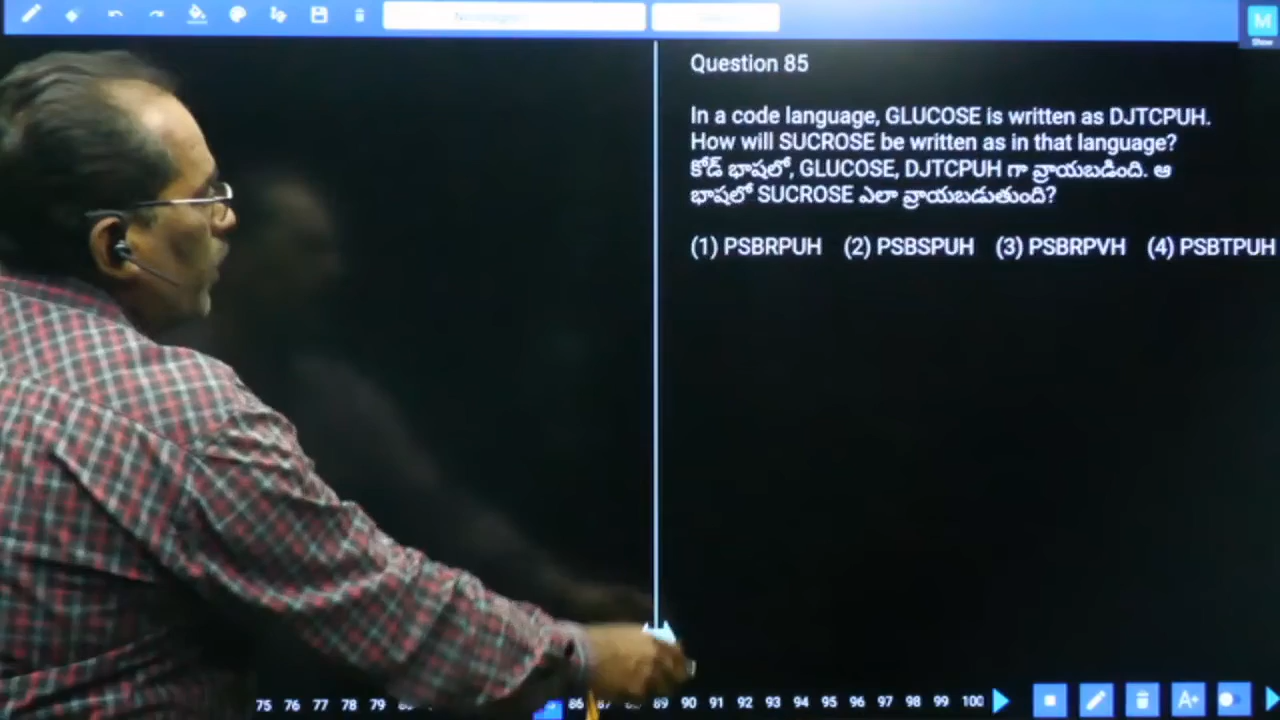 M
Show
Question 85
In a code language, GLUCOSE is written as DJTCPUH.
How will SUCROSE be written as in that language?
కోడ్ భాషలో, GLUCOSE, DJTCPUH గా వ్రాయబడింది. ఆ
భాషలో SUCROSE ఎలా వ్రాయబడుతుంది?
(1) PSBRPUH (2) PSBSPUH (3) PSBRPVH (4) PSBTPUH
75 76 77 78 79 86 87 89 90 91 92 93 94 95 96 97 98 99 100 A+